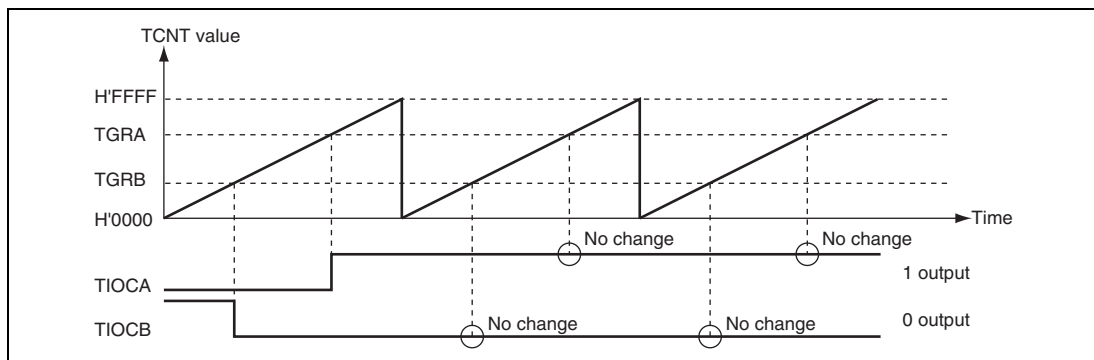 TCNT value
H'FFFF
TGRA
TGRB
H'0000
Time
No change
No change
TIOCA
1 output
No change
No change
TIOCB
0 output